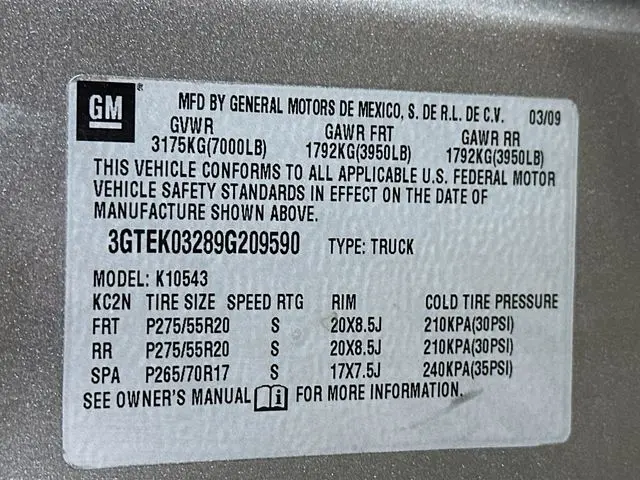 GM ® MFD BY GENERAL MOTORS DE MEXICO, S. DE R.L. DE C.V. 03/09
GVWR GAWR FRT GAWR RR
3175KG(7000LB) 1792KG(3950LB) 1792KG(3950LB)
THIS VEHICLE CONFORMS TO ALL APPLICABLE U.S. FEDERAL MOTOR
VEHICLE SAFETY STANDARDS IN EFFECT ON THE DATE OF
MANUFACTURE SHOWN ABOVE.
3GTEK03289G209590 TYPE: TRUCK
MODEL: K10543
KC2N TIRE SIZE SPEED RTG RIM COLD TIRE PRESSURE
FRT P275/55R20 S 20X8.5J 210KPA(30PSI)
RR P275/55R20 S 20X8.5J 210KPA(30PSI)
SPA P265/70R17 S 17X7.5J 240KPA(35PSI)
SEE OWNER'S MANUAL FOR MORE INFORMATION.